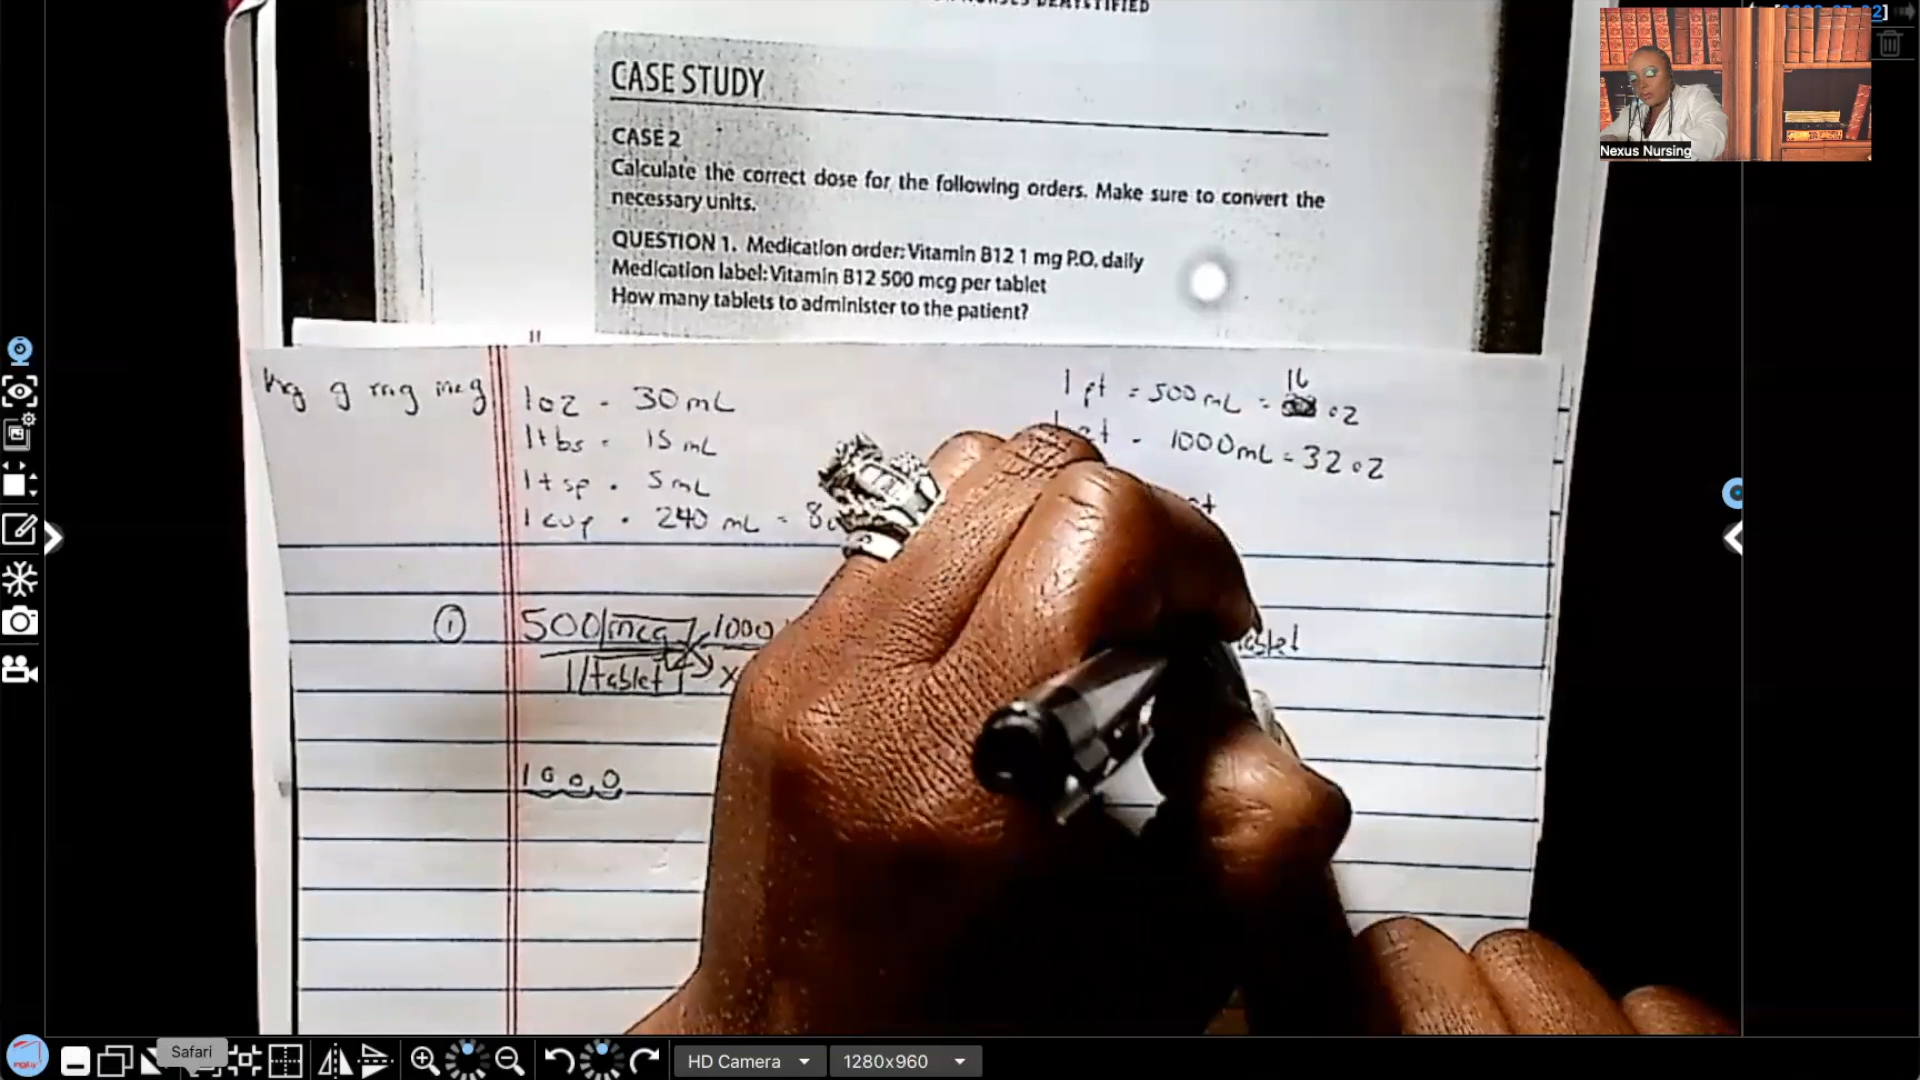 NURSES DEMYSTIFIED
2]
Nexus Nursing
CASE STUDY
CASE 2
Calculate the correct dose for the following orders. Make sure to convert the
necessary units.
QUESTION 1. Medication order: Vitamin B12 1 mg P.O. daily
Medication label: Vitamin B12 500 mcg per tablet
How many tablets to administer to the patient?
kg g mg mcg
1 oz - 30 mL
1 tbs - 15 mL
1 tsp - 5 mL
1 cup - 240 mL = 8
1 pt = 500 mL = 16 oz
- 1000 mL = 32 oz
① 500 mcg 1000
1 tablet x
1000
Safari
HD Camera
1280x960